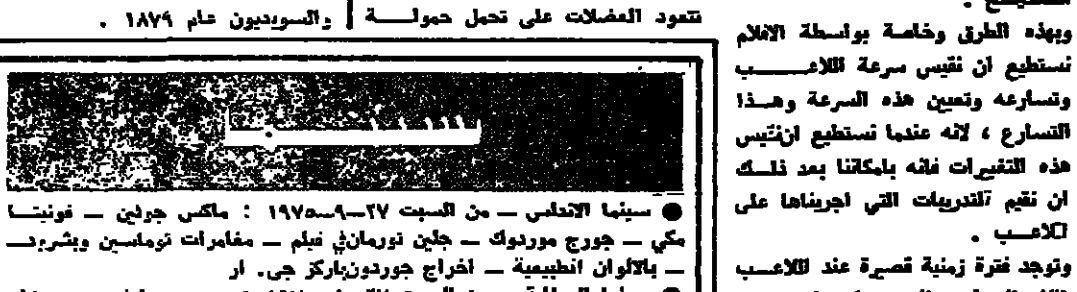 وبهذه الطرق وخاصة بواسطة الافلام
نستطيع ان نقيس سرعة اللاعب
وتسارعه وتعيين هذه السرعة وهذا
التسارع ، لانه عندما نستطيع ان نقيس
هذه التغيرات فانه بامكاننا بعد ذلك
ان نقيم التدريبات التي اجريناها على
اللاعب .
وتوجد فترة زمنية قصيرة عند اللاعب
تتعود العضلات على تحمل حمولة
والسويديون عام ١٨٧٩ .
● سينما الاندلس — من السبت ٢٧—٩—١٩٧٥ : ماكس جولين — فونيتا
مكي — جورج موردوك — جلين تورمان في فيلم — مغامرات توماسين وبشرود —
— بالالوان الطبيعية — اخراج جوردون باركز جي. ار